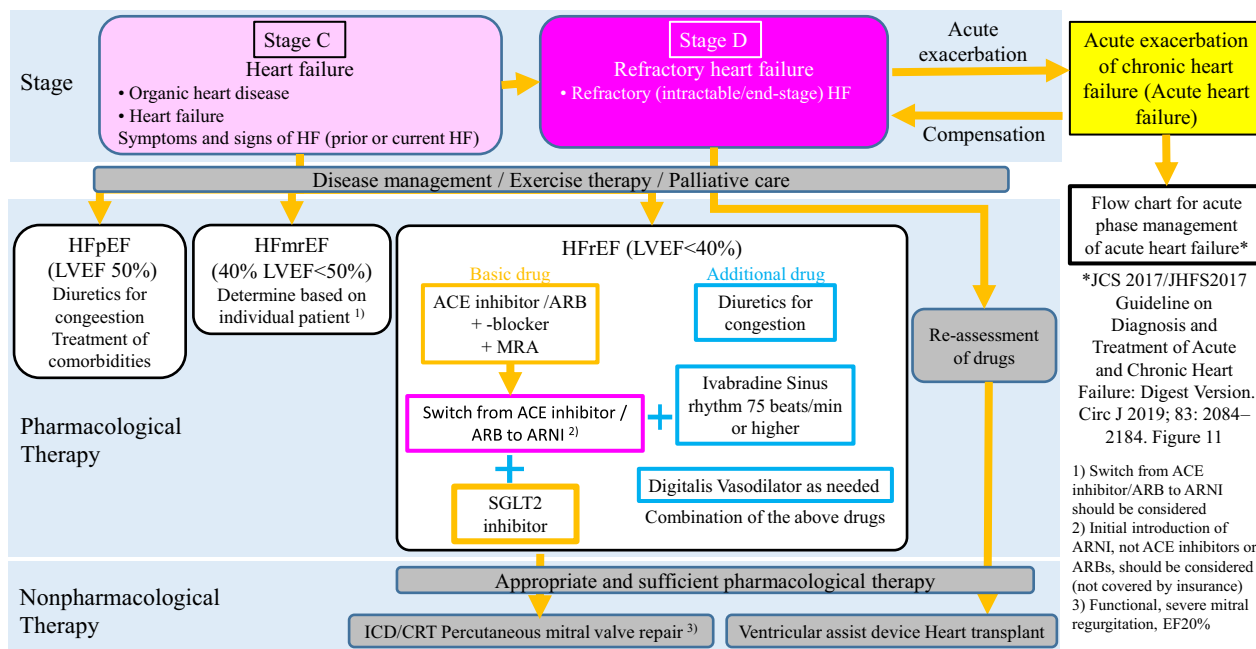 Stage
Stage C
Heart failure
• Organic heart disease
• Heart failure
Symptoms and signs of HF (prior or current HF)
Stage D
Refractory heart failure
• Refractory (intractable/end-stage) HF
Acute
exacerbation
Compensation
Acute exacerbation
of chronic heart
failure (Acute heart
failure)
Disease management / Exercise therapy / Palliative care
Flow chart for acute
phase management
of acute heart failure*
*JCS 2017/JHFS2017
Guideline on
Diagnosis and
Treatment of Acute
and Chronic Heart
Failure: Digest Version.
Circ J 2019; 83: 2084–
2184. Figure 11
1) Switch from ACE
inhibitor/ARB to ARNI
should be considered
2) Initial introduction of
ARNI, not ACE inhibitors or
ARBs, should be considered
(not covered by insurance)
3) Functional, severe mitral
regurgitation, EF20%
Pharmacological
Therapy
HFpEF
(LVEF 50%)
Diuretics for
congeestion
Treatment of
comorbidities
HFmrEF
(40% LVEF<50%)
Determine based on
individual patient 1)
HFrEF (LVEF<40%)
Basic drug
ACE inhibitor /ARB
+ -blocker
+ MRA
Switch from ACE inhibitor /
ARB to ARNI 2)
SGLT2
inhibitor
Additional drug
Diuretics for
congestion
Ivabradine Sinus
rhythm 75 beats/min
or higher
Digitalis Vasodilator as needed
Combination of the above drugs
Re-assessment
of drugs
Nonpharmacological
Therapy
Appropriate and sufficient pharmacological therapy
ICD/CRT Percutaneous mitral valve repair 3)
Ventricular assist device Heart transplant